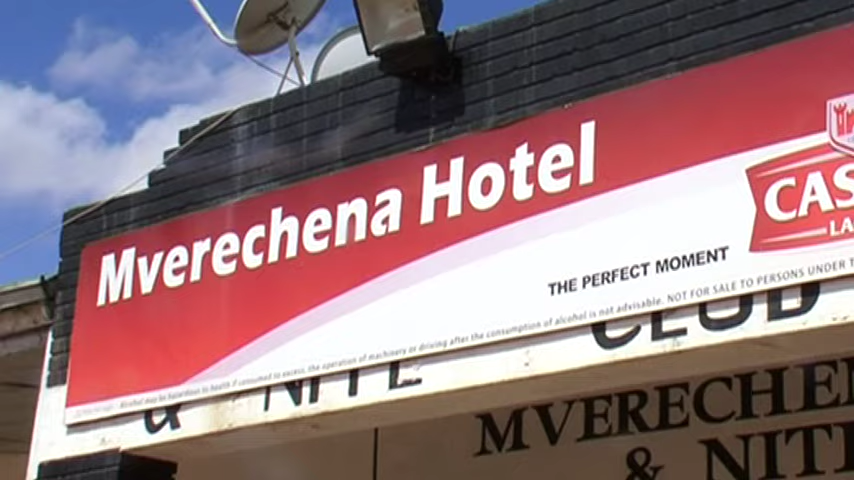 Mverechena Hotel
CAS
LA
THE PERFECT MOMENT
Alcohol may be hazardous to health if consumed to excess, the operation of machinery or driving after the consumption of alcohol is not advisable. NOT FOR SALE TO PERSONS UNDER
& NITE CLUB
MVERECHEN
& NIT